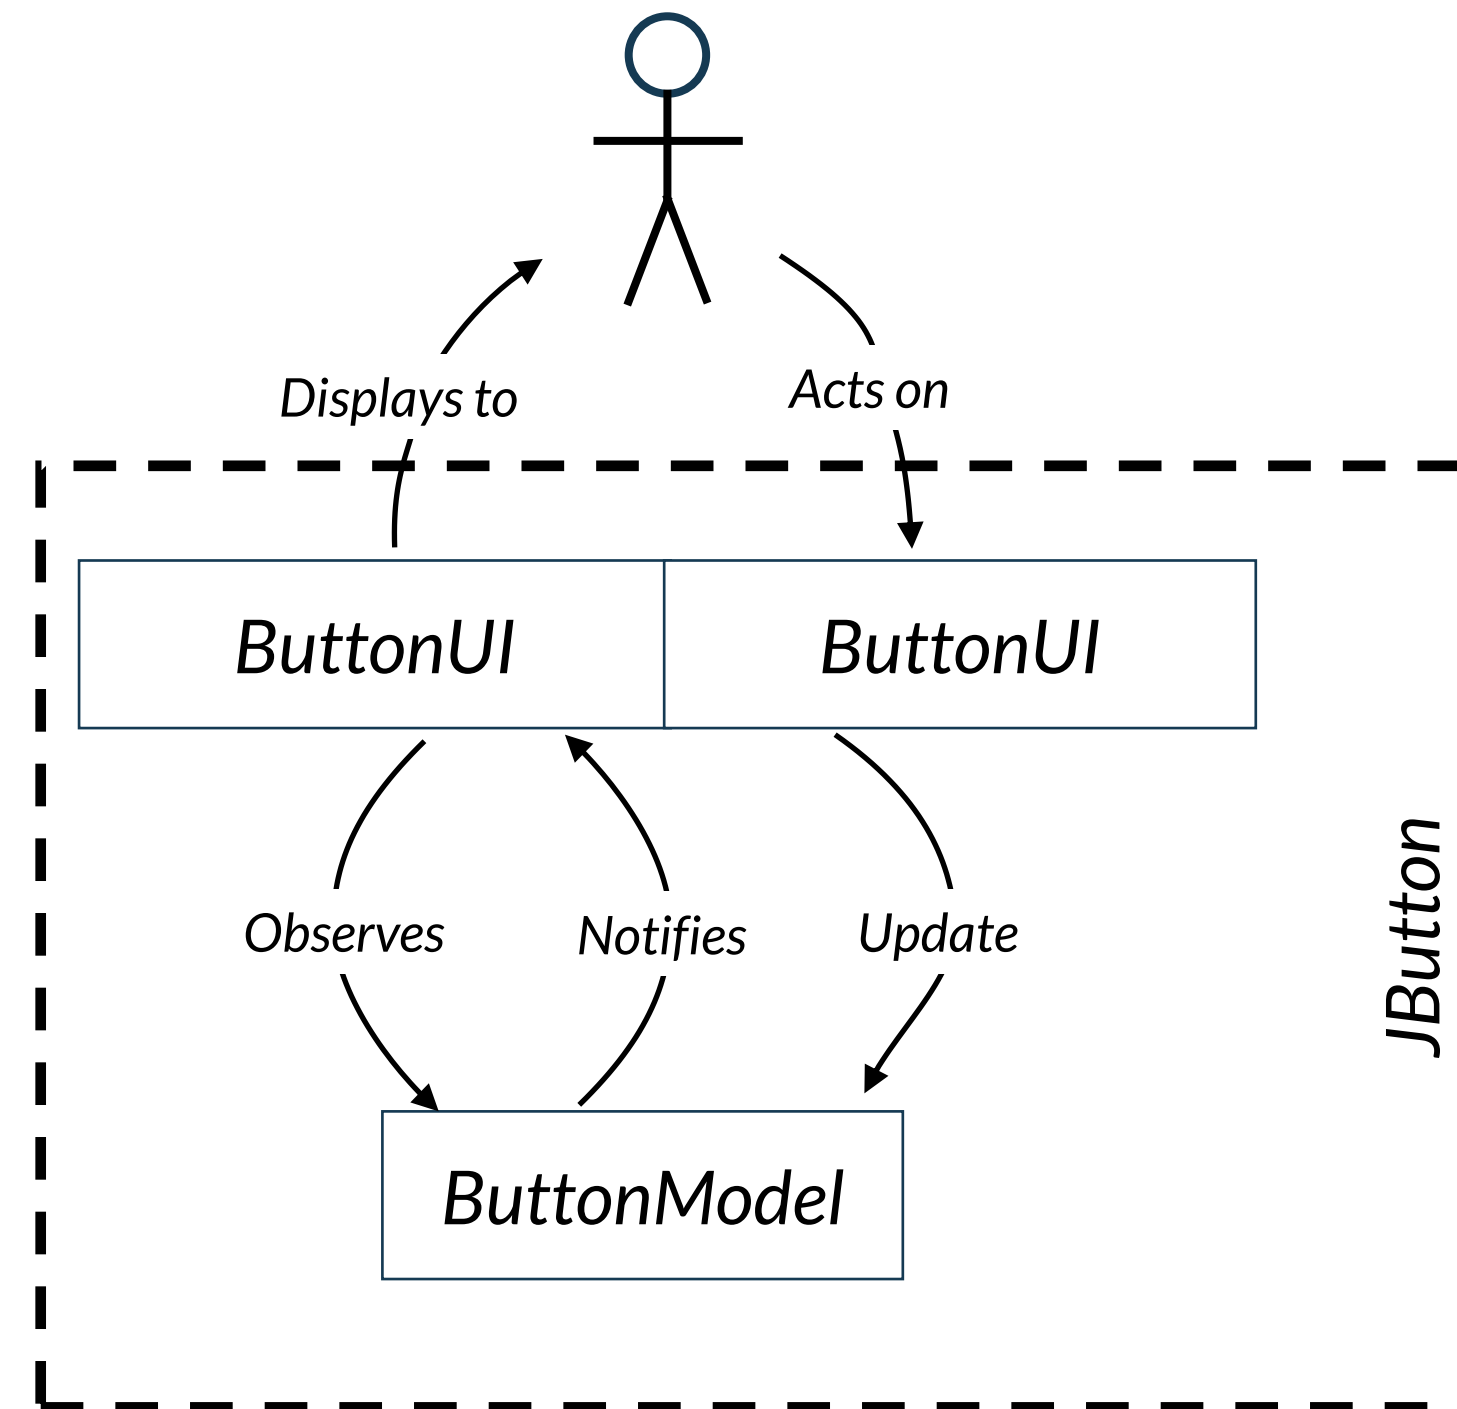 Displays to
Acts on
ButtonUI
ButtonUI
Observes
Notifies
Update
JButton
ButtonModel